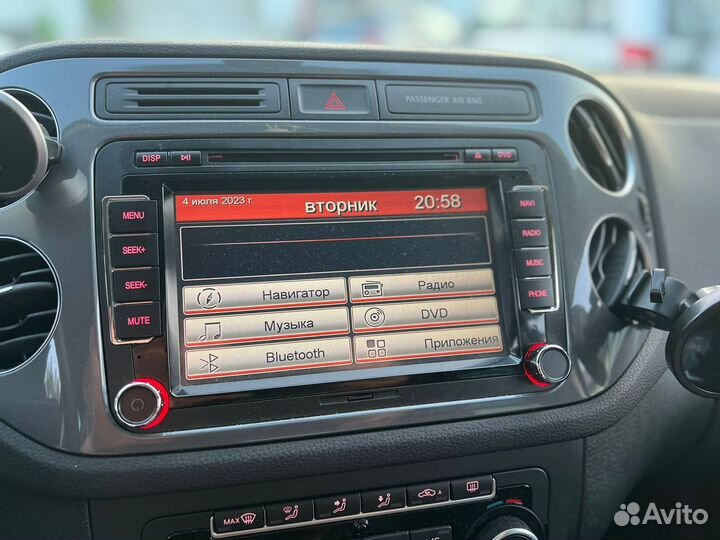 PASSENGER AIR BAG
DISP
DVD
4 июля 2023 г.
вторник
20:58
MENU
SEEK+
SEEK-
MUTE
NAVI
RADIO
MUSIC
PHONE
Навигатор
Радио
Музыка
DVD
Bluetooth
Приложения
MAX
A
Avito